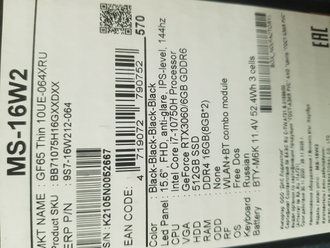 MS-16W2
MKT NAME : GF65 Thin 10UE-064XRU
Product SKU : BB71075H16GXXDXX
ERP P/N : 9S7-16W212-064
S/N: K2105N0052667
EAN CODE:
4 719072 790752
570
Color Black-Black-Black-Black
Lcd Panel : 15.6" FHD, anti-glare, IPS-level, 144hz
CPU : Intel Core i7-10750H Processor
VGA : Geforce RTX3060/6GB GDDR6
HDD : 512GB SSD
RAM : DDR4 16GB(8GB*2)
ODD : None
: WLAN+BT combo module
OS : Free Dos
Keyboard : Russian
Battery : BTY-M6K 11.4V 52.4Wh 3 cells
EAC